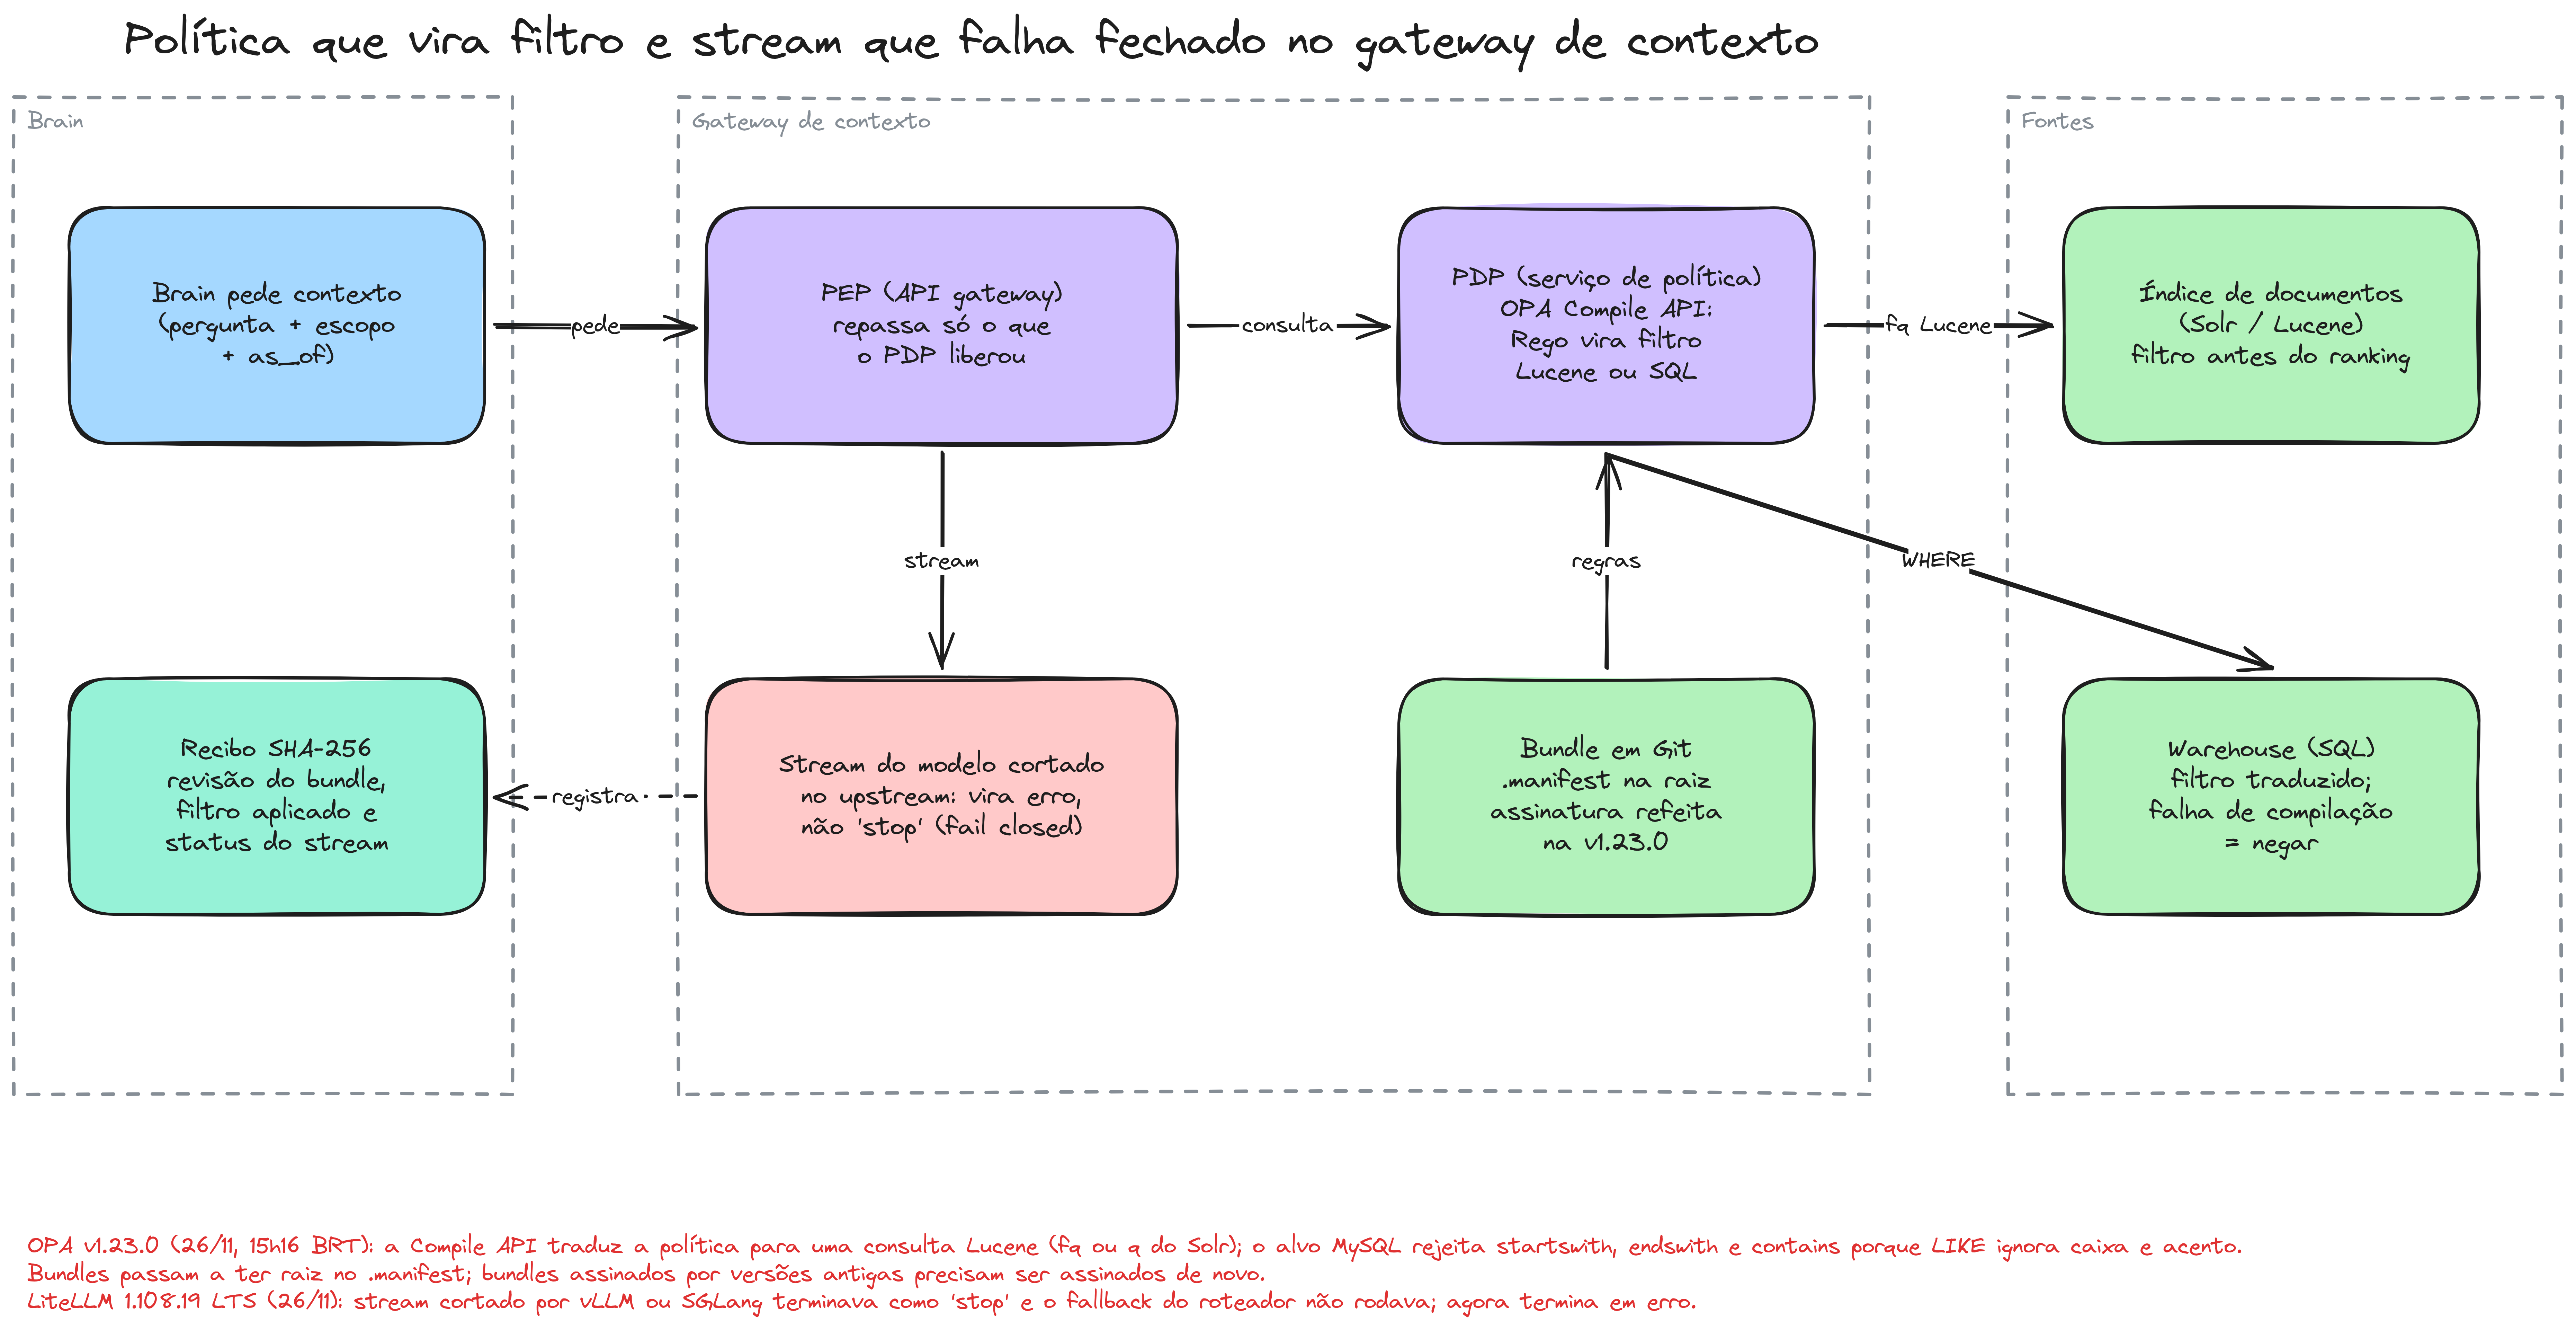 Política que vira filtro e stream que falha fechado no gateway de contexto
Brain
Gateway de contexto
Fontes
Brain pede contexto
(pergunta + escopo
+ as_of)
pede
PEP (API gateway)
repassa só o que
o PDP liberou
consulta
PDP (serviço de política)
OPA Compile API:
Rego vira filtro
Lucene ou SQL
fq Lucene
Índice de documentos
(Solr / Lucene)
filtro antes do ranking
stream
regras
WHERE
Recibo SHA-256
revisão do bundle,
filtro aplicado e
status do stream
registra
Stream do modelo cortado
no upstream: vira erro,
não 'stop' (fail closed)
Bundle em Git
.manifest na raiz
assinatura refeita
na v1.23.0
Warehouse (SQL)
filtro traduzido;
falha de compilação
= negar
OPA v1.23.0 (26/11, 15h16 BRT): a Compile API traduz a política para uma consulta Lucene (fq ou q do Solr); o alvo MySQL rejeita startswith, endswith e contains porque LIKE ignora caixa e acento.
Bundles passam a ter raiz no .manifest; bundles assinados por versões antigas precisam ser assinados de novo.
LiteLLM 1.108.19 LTS (26/11): stream cortado por vLLM ou SGLang terminava como 'stop' e o fallback do roteador não rodava; agora termina em erro.